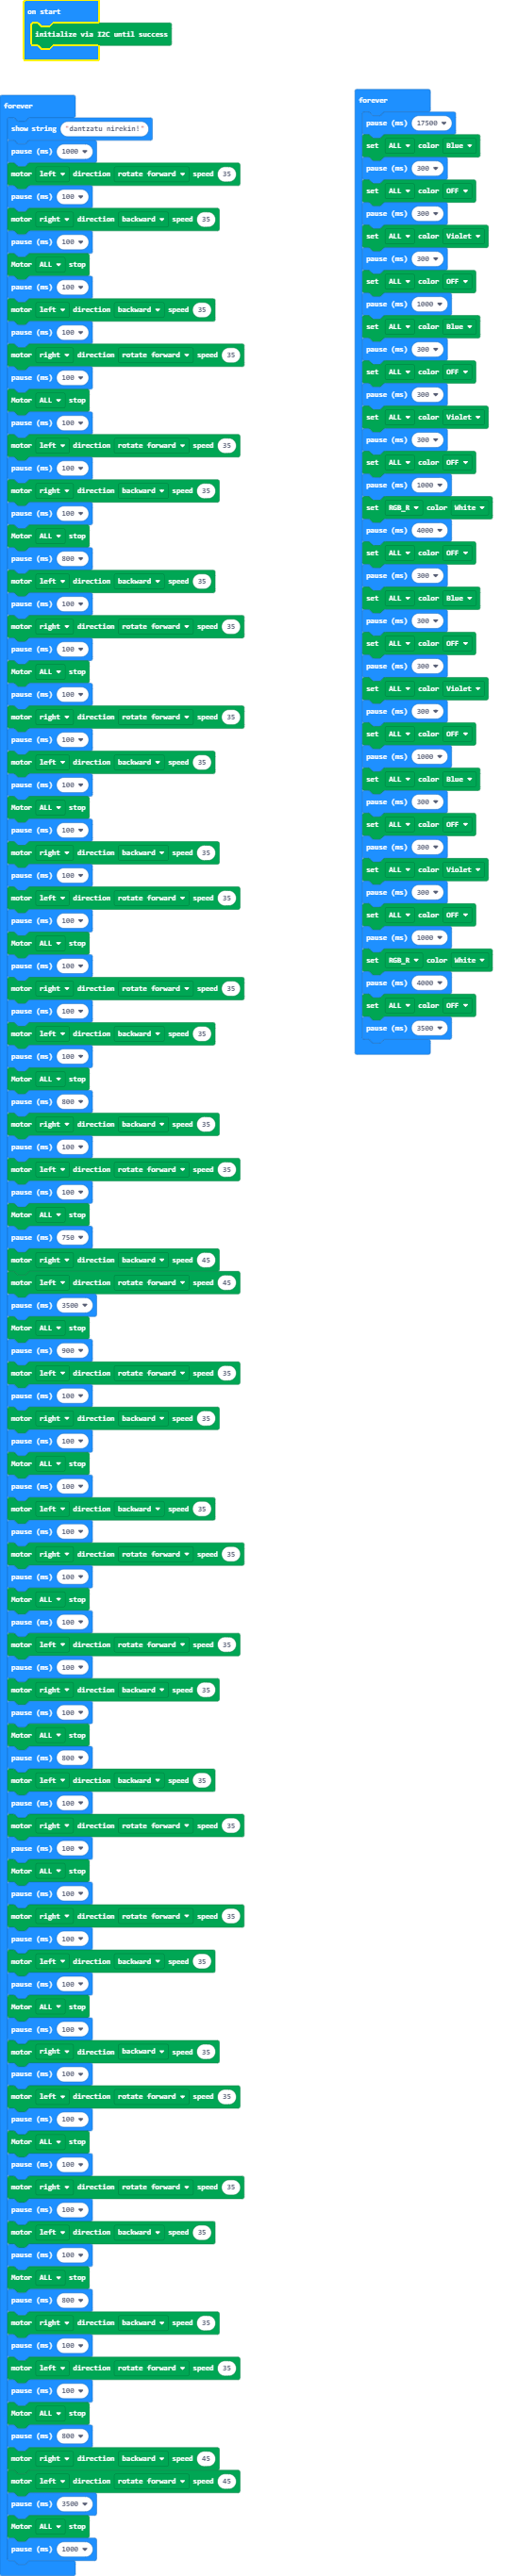 on start
initialize via I2C until success
forever
show string "dantzatu nirekin!"
pause (ms) 1000
motor left direction rotate forward speed 35
pause (ms) 100
motor right direction backward speed 35
pause (ms) 100
Motor ALL stop
pause (ms) 100
motor left direction backward speed 35
pause (ms) 100
motor right direction rotate forward speed 35
pause (ms) 100
Motor ALL stop
pause (ms) 100
motor left direction rotate forward speed 35
pause (ms) 100
motor right direction backward speed 35
pause (ms) 100
Motor ALL stop
pause (ms) 800
motor left direction backward speed 35
pause (ms) 100
motor right direction rotate forward speed 35
pause (ms) 100
Motor ALL stop
pause (ms) 100
motor right direction rotate forward speed 35
pause (ms) 100
motor left direction backward speed 35
pause (ms) 100
Motor ALL stop
pause (ms) 100
motor right direction backward speed 35
pause (ms) 100
motor left direction rotate forward speed 35
pause (ms) 100
Motor ALL stop
pause (ms) 100
motor right direction rotate forward speed 35
pause (ms) 100
motor left direction backward speed 35
pause (ms) 100
Motor ALL stop
pause (ms) 800
motor right direction backward speed 35
pause (ms) 100
motor left direction rotate forward speed 35
pause (ms) 100
Motor ALL stop
pause (ms) 750
motor right direction backward speed 45
motor left direction rotate forward speed 45
pause (ms) 3500
Motor ALL stop
pause (ms) 900
motor left direction rotate forward speed 35
pause (ms) 100
motor right direction backward speed 35
pause (ms) 100
Motor ALL stop
pause (ms) 100
motor left direction backward speed 35
pause (ms) 100
motor right direction rotate forward speed 35
pause (ms) 100
Motor ALL stop
pause (ms) 100
motor left direction rotate forward speed 35
pause (ms) 100
motor right direction backward speed 35
pause (ms) 100
Motor ALL stop
pause (ms) 800
motor left direction backward speed 35
pause (ms) 100
motor right direction rotate forward speed 35
pause (ms) 100
Motor ALL stop
pause (ms) 100
motor right direction rotate forward speed 35
pause (ms) 100
motor left direction backward speed 35
pause (ms) 100
Motor ALL stop
pause (ms) 100
motor right direction backward speed 35
pause (ms) 100
motor left direction rotate forward speed 35
pause (ms) 100
Motor ALL stop
pause (ms) 100
motor right direction rotate forward speed 35
pause (ms) 100
motor left direction backward speed 35
pause (ms) 100
Motor ALL stop
pause (ms) 800
motor right direction backward speed 35
pause (ms) 100
motor left direction rotate forward speed 35
pause (ms) 100
Motor ALL stop
pause (ms) 800
motor right direction backward speed 45
motor left direction rotate forward speed 45
pause (ms) 3500
Motor ALL stop
pause (ms) 1000
forever
pause (ms) 17500
set ALL color Blue
pause (ms) 300
set ALL color OFF
pause (ms) 300
set ALL color Violet
pause (ms) 300
set ALL color OFF
pause (ms) 1000
set ALL color Blue
pause (ms) 300
set ALL color OFF
pause (ms) 300
set ALL color Violet
pause (ms) 300
set ALL color OFF
pause (ms) 1000
set RGB_R color White
pause (ms) 4000
set ALL color OFF
pause (ms) 300
set ALL color Blue
pause (ms) 300
set ALL color OFF
pause (ms) 300
set ALL color Violet
pause (ms) 300
set ALL color OFF
pause (ms) 1000
set ALL color Blue
pause (ms) 300
set ALL color OFF
pause (ms) 300
set ALL color Violet
pause (ms) 300
set ALL color OFF
pause (ms) 1000
set RGB_R color White
pause (ms) 4000
set ALL color OFF
pause (ms) 3500